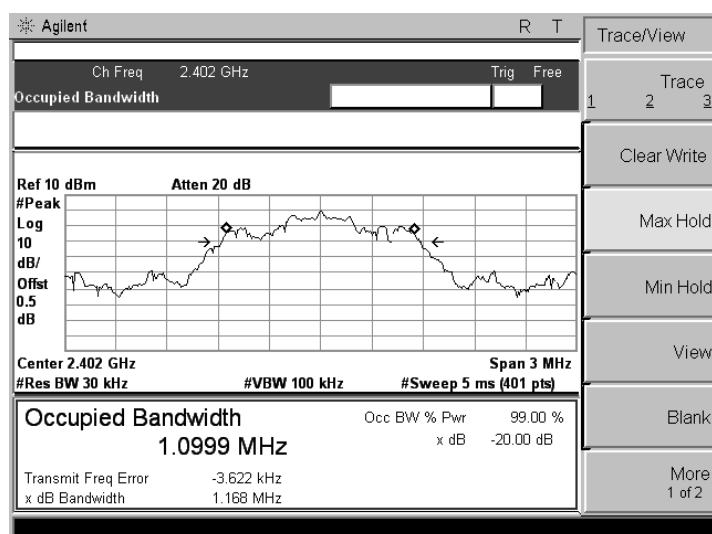 Agilent R T
Trace/View
Ch Freq 2.402 GHz Trig Free
Occupied Bandwidth
Trace
1 2 3
Clear Write
Ref 10 dBm Atten 20 dB
#Peak
Log
10
dB/
Offst
0.5
dB
Max Hold
Min Hold
Center 2.402 GHz Span 3 MHz
#Res BW 30 kHz #VBW 100 kHz #Sweep 5 ms (401 pts)
View
Occupied Bandwidth
1.0999 MHz
Occ BW % Pwr 99.00 %
x dB -20.00 dB
Transmit Freq Error -3.622 kHz
x dB Bandwidth 1.168 MHz
Blank
More
1 of 2